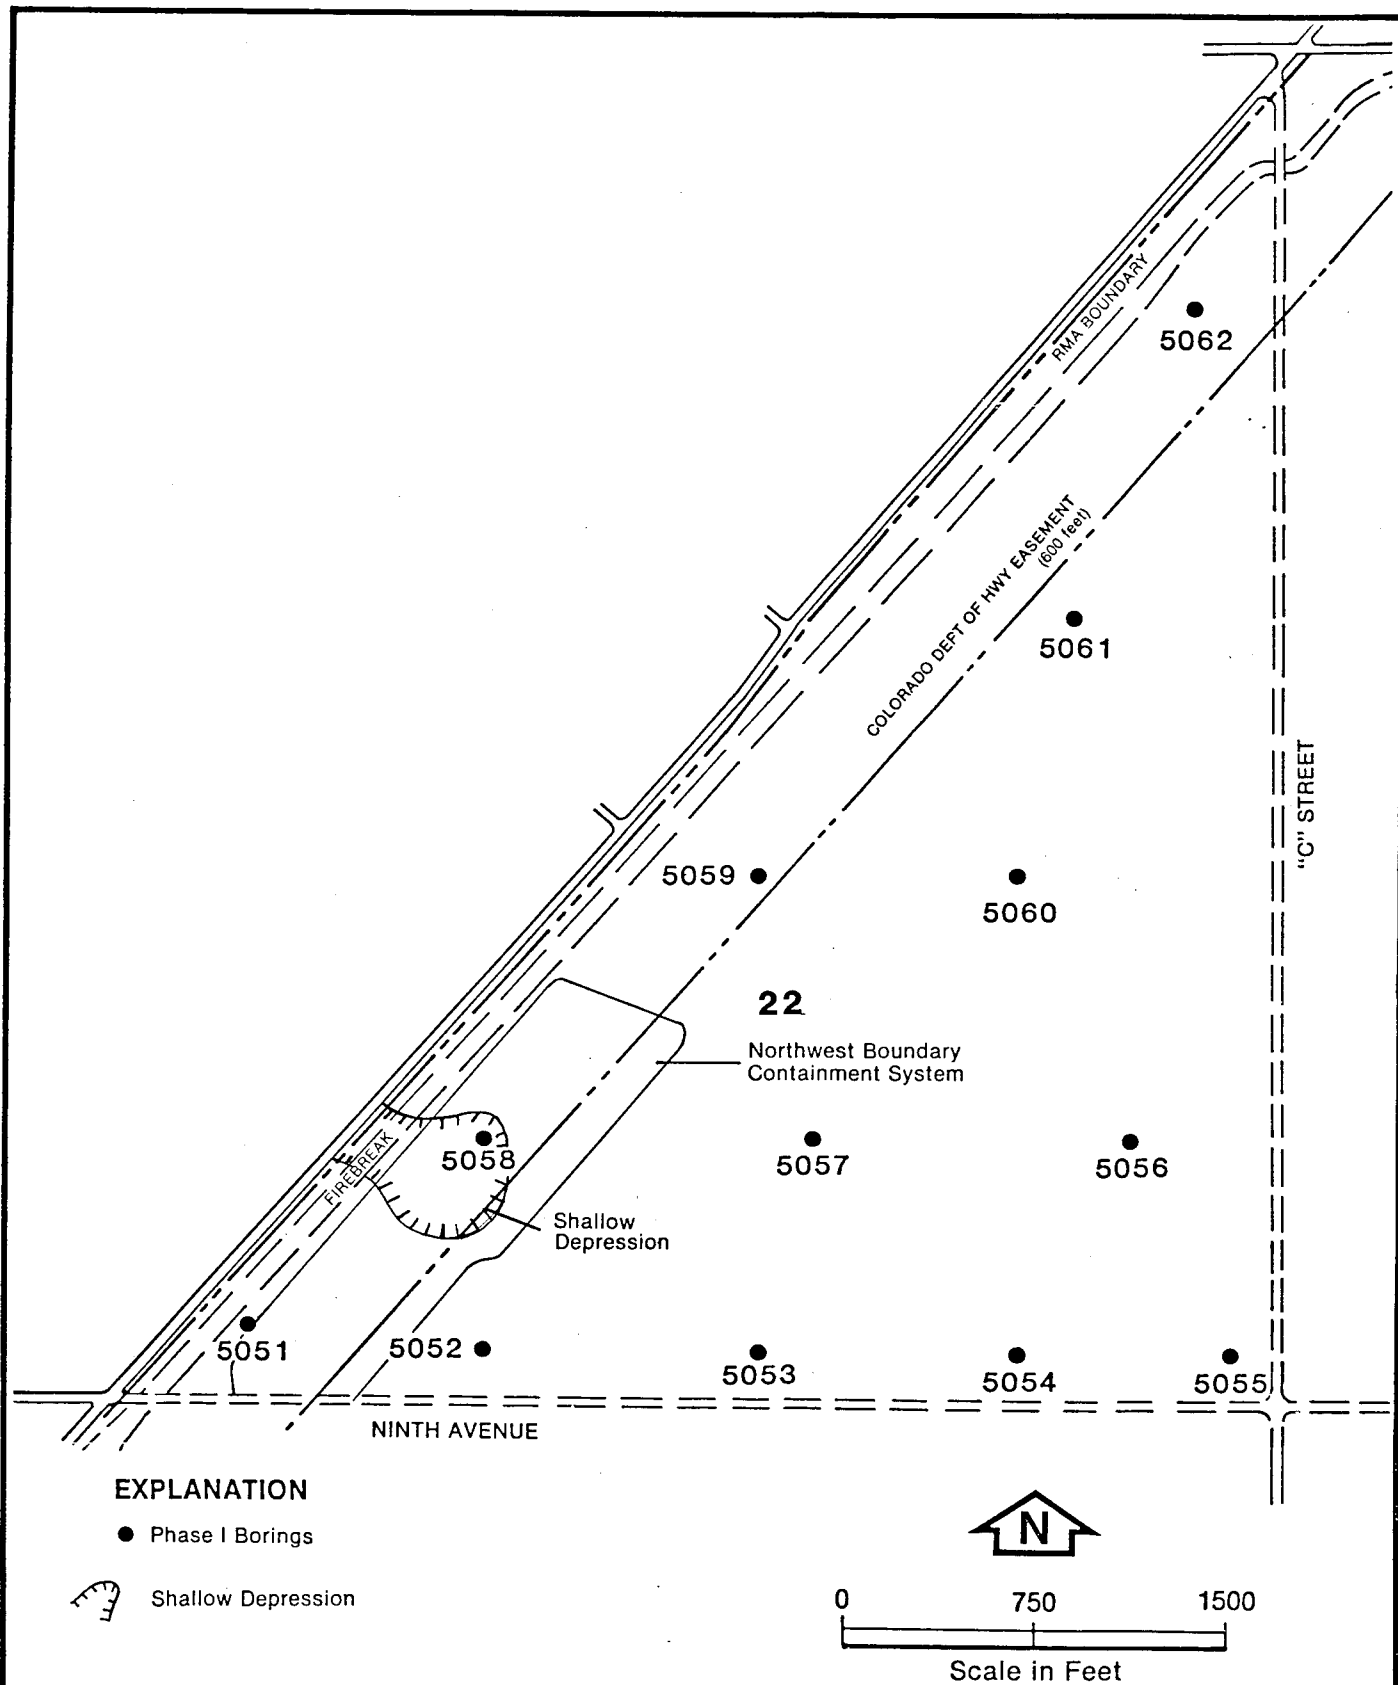 RMA BOUNDARY
5062
COLORADO DEPT OF HWY EASEMENT
(600 feet)
5061
"C" STREET
5059
5060
22
Northwest Boundary
Containment System
FIREBREAK
5058
5057
5056
Shallow
Depression
5051
5052
5053
5054
5055
NINTH AVENUE
EXPLANATION
Phase I Borings
Shallow Depression
N
0 750 1500
Scale in Feet